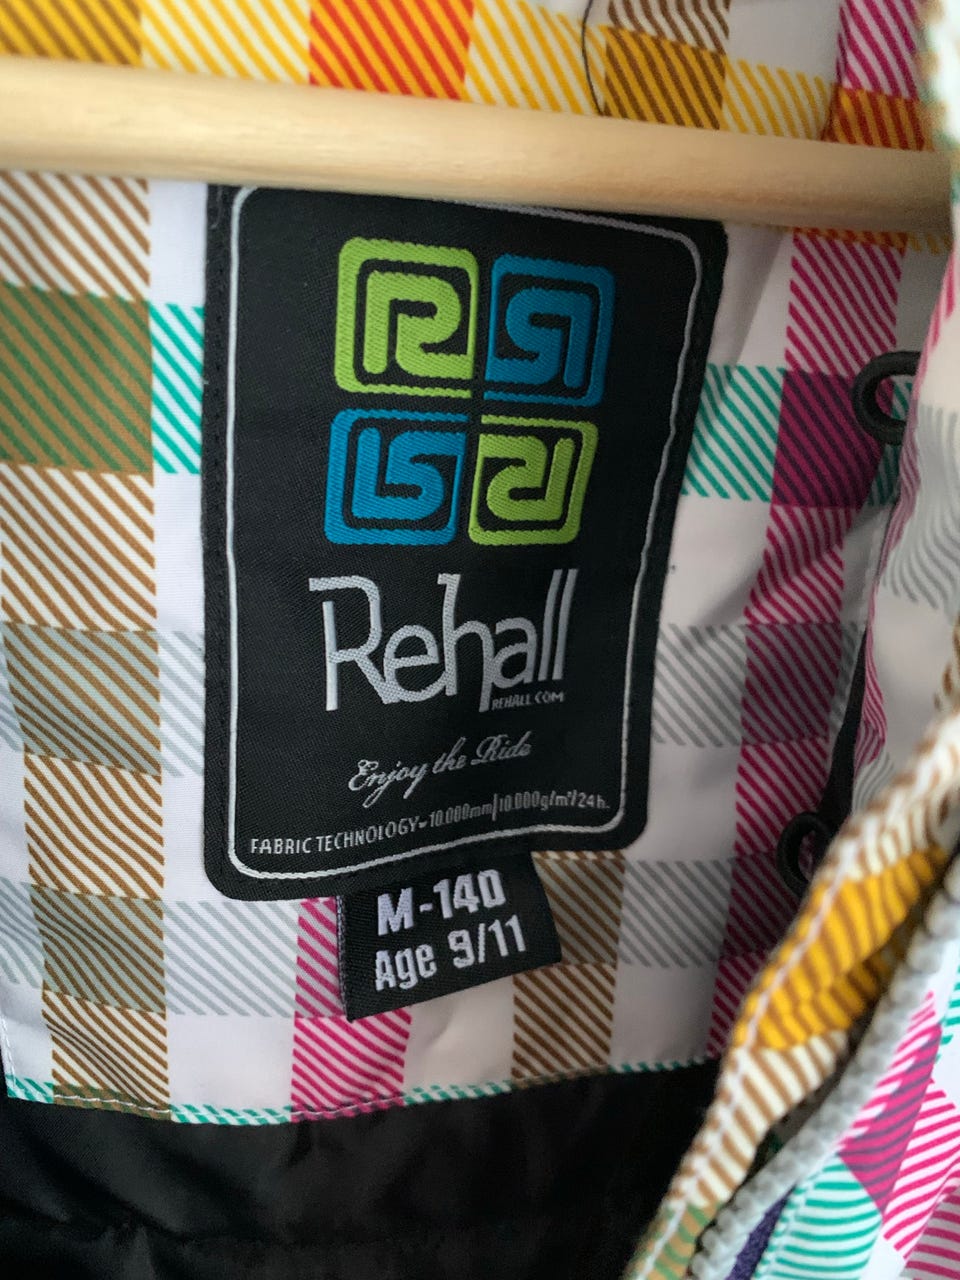 Rehall
REHALL.COM
Enjoy the Ride
FABRIC TECHNOLOGY-10.000mm|10.000g/m²/24h.
M-140
Age 9/11